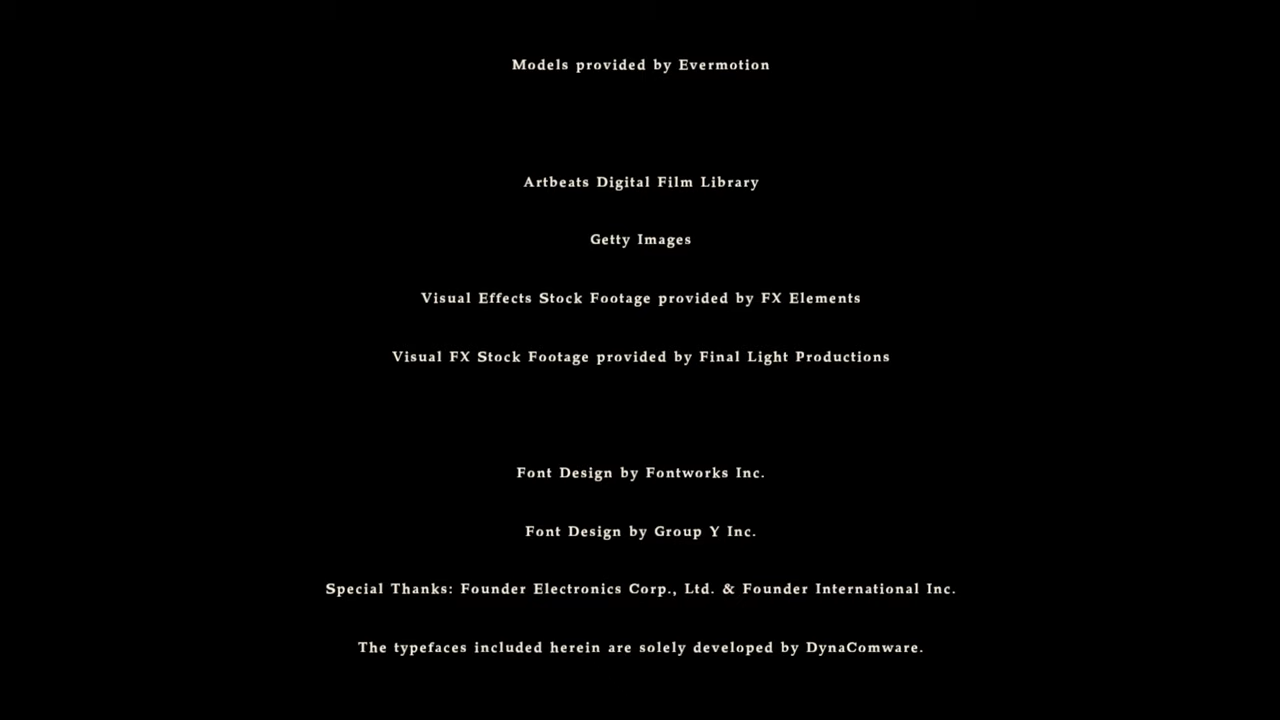 Models provided by Evermotion
Artbeats Digital Film Library
Getty Images
Visual Effects Stock Footage provided by FX Elements
Visual FX Stock Footage provided by Final Light Productions
Font Design by Fontworks Inc.
Font Design by Group Y Inc.
Special Thanks: Founder Electronics Corp., Ltd. & Founder International Inc.
The typefaces included herein are solely developed by DynaComware.